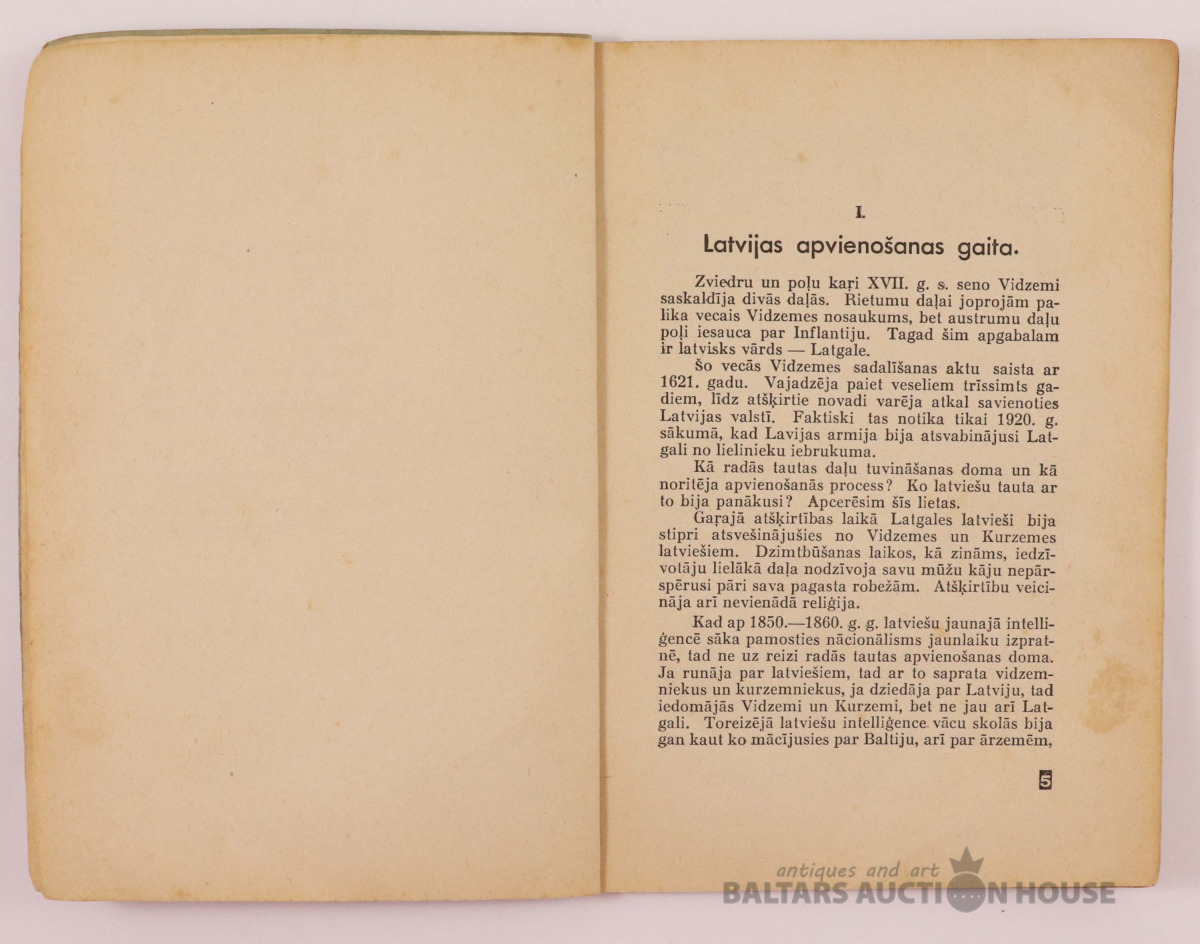 I.
Latvijas apvienošanas gaita.
Zviedru un poļu kaŗi XVII. g. s. seno Vidzemi
saskaldīja divās daļās. Rietumu daļai joprojām pa-
lika vecais Vidzemes nosaukums, bet austrumu daļu
poļi iesauca par Inflantiju. Tagad šim apgabalam
ir latvisks vārds — Latgale.
Šo vecās Vidzemes sadalīšanas aktu saista ar
1621. gadu. Vajadzēja paiet veseliem trīssimts ga-
diem, līdz atšķirtie novadi varēja atkal savienoties
Latvijas valstī. Faktiski tas notika tikai 1920. g.
sākumā, kad Lavijas armija bija atsvabinājusi Lat-
gali no lielinieku iebrukuma.
Kā radās tautas daļu tuvināšanas doma un kā
noritēja apvienošanās process? Ko latviešu tauta ar
to bija panākusi? Apcerēsim šīs lietas.
Gaŗajā atšķirtības laikā Latgales latvieši bija
stipri atsvešinājušies no Vidzemes un Kurzemes
latviešiem. Dzimtbūšanas laikos, kā zināms, iedzī-
votāju lielākā daļa nodzīvoja savu mūžu kāju nepār-
spērusi pāri sava pagasta robežām. Atšķirtību veici-
nāja arī nevienādā reliģija.
Kad ap 1850.—1860. g. g. latviešu jaunajā intelli-
ģencē sāka pamosties nācionālisms jaunlaiku izprat-
nē, tad ne uz reizi radās tautas apvienošanas doma.
Ja runāja par latviešiem, tad ar to saprata vidzem-
niekus un kurzemniekus, ja dziedāja par Latviju, tad
iedomājās Vidzemi un Kurzemi, bet ne jau arī Lat-
gali. Toreizējā latviešu intelliģence vācu skolās bija
gan kaut ko mācījusies par Baltiju, arī par ārzemēm,
5
antiques and art
BALTARS AUCTION HOUSE